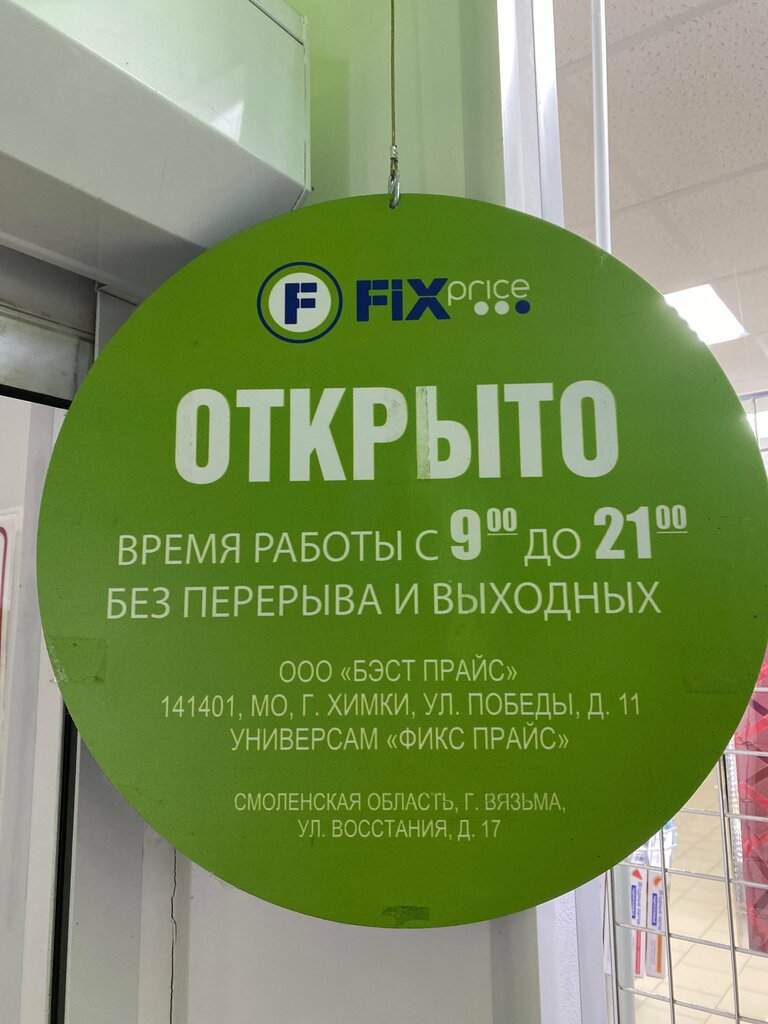 F FiXprice
ОТКРЫТО
ВРЕМЯ РАБОТЫ С 9⁰⁰ ДО 21⁰⁰
БЕЗ ПЕРЕРЫВА И ВЫХОДНЫХ
ООО «БЭСТ ПРАЙС»
141401, МО, Г. ХИМКИ, УЛ. ПОБЕДЫ, Д. 11
УНИВЕРСАМ «ФИКС ПРАЙС»
СМОЛЕНСКАЯ ОБЛАСТЬ, Г. ВЯЗЬМА,
УЛ. ВОССТАНИЯ, Д. 17